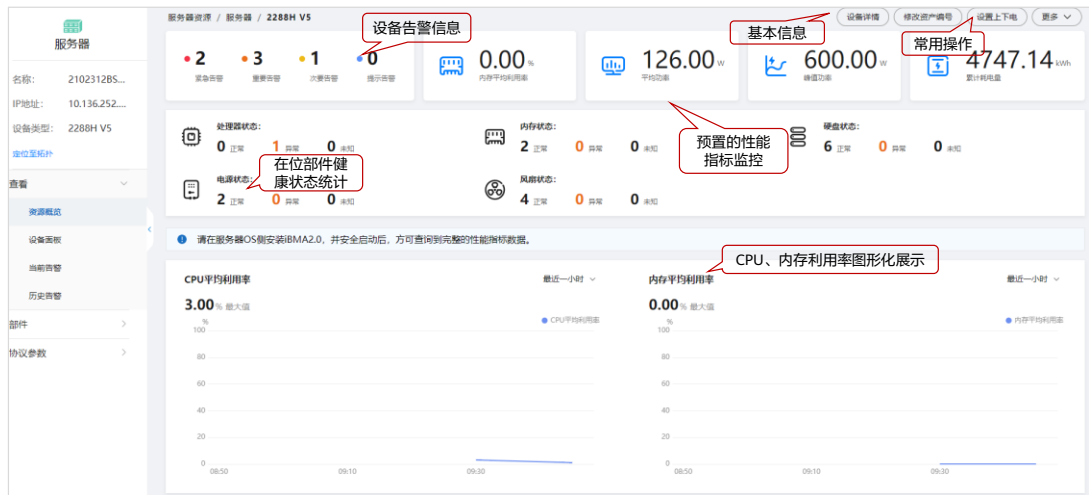 服务器
名称: 2102312BS...
IP地址: 10.136.252....
设备类型: 2288H V5
定位至拓扑
查看
资源概览
设备面板
当前告警
历史告警
部件
协议参数
服务器资源 / 服务器 / 2288H V5
设备详情 修改资产编号 设置上下电 更多
设备告警信息
基本信息
常用操作
2 3 1 0
紧急告警 重要告警 次要告警 提示告警
0.00 %
内存平均利用率
126.00 W
平均功率
600.00 W
峰值功率
4747.14 kWh
累计耗电量
处理器状态:
0 正常 1 异常 0 未知
内存状态:
2 正常 0 异常 0 未知
硬盘状态:
6 正常 0 异常 0 未知
预置的性能
指标监控
在位部件健
康状态统计
电源状态:
2 正常 0 异常 0 未知
风扇状态:
4 正常 0 异常 0 未知
请在服务器OS侧安装iBMA2.0，并安全启动后，方可查询到完整的性能指标数据。
CPU、内存利用率图形化展示
CPU平均利用率 最近一小时
3.00 % 最大值
CPU平均利用率
%
100
80
60
40
20
0
08:50 09:10 09:30
内存平均利用率 最近一小时
0.00 % 最大值
内存平均利用率
%
100
80
60
40
20
0
08:50 09:10 09:30